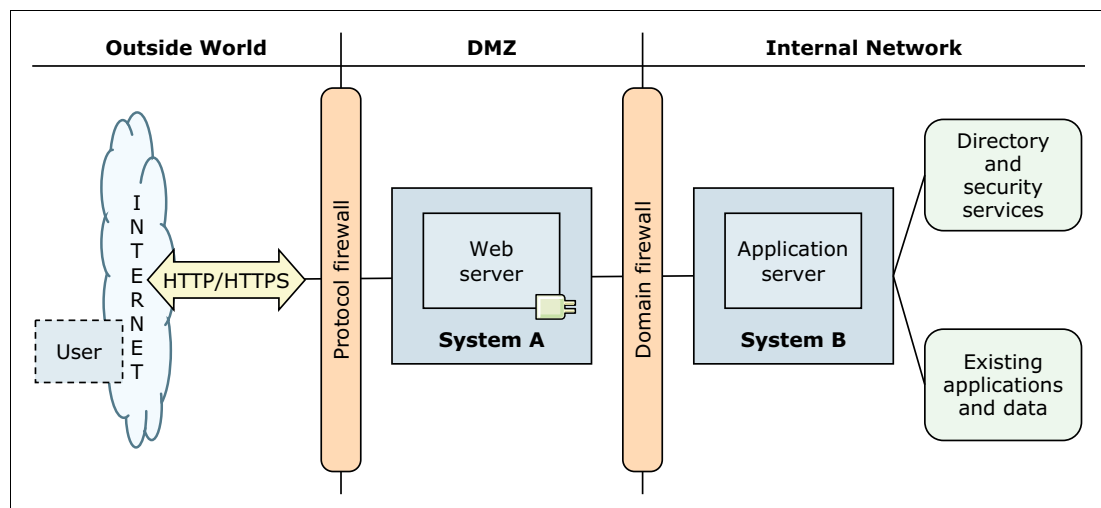 Outside World
DMZ
Internal Network
INTERNET
User
HTTP/HTTPS
Protocol firewall
Web
server
System A
Domain firewall
Application
server
System B
Directory
and
security
services
Existing
applications
and data